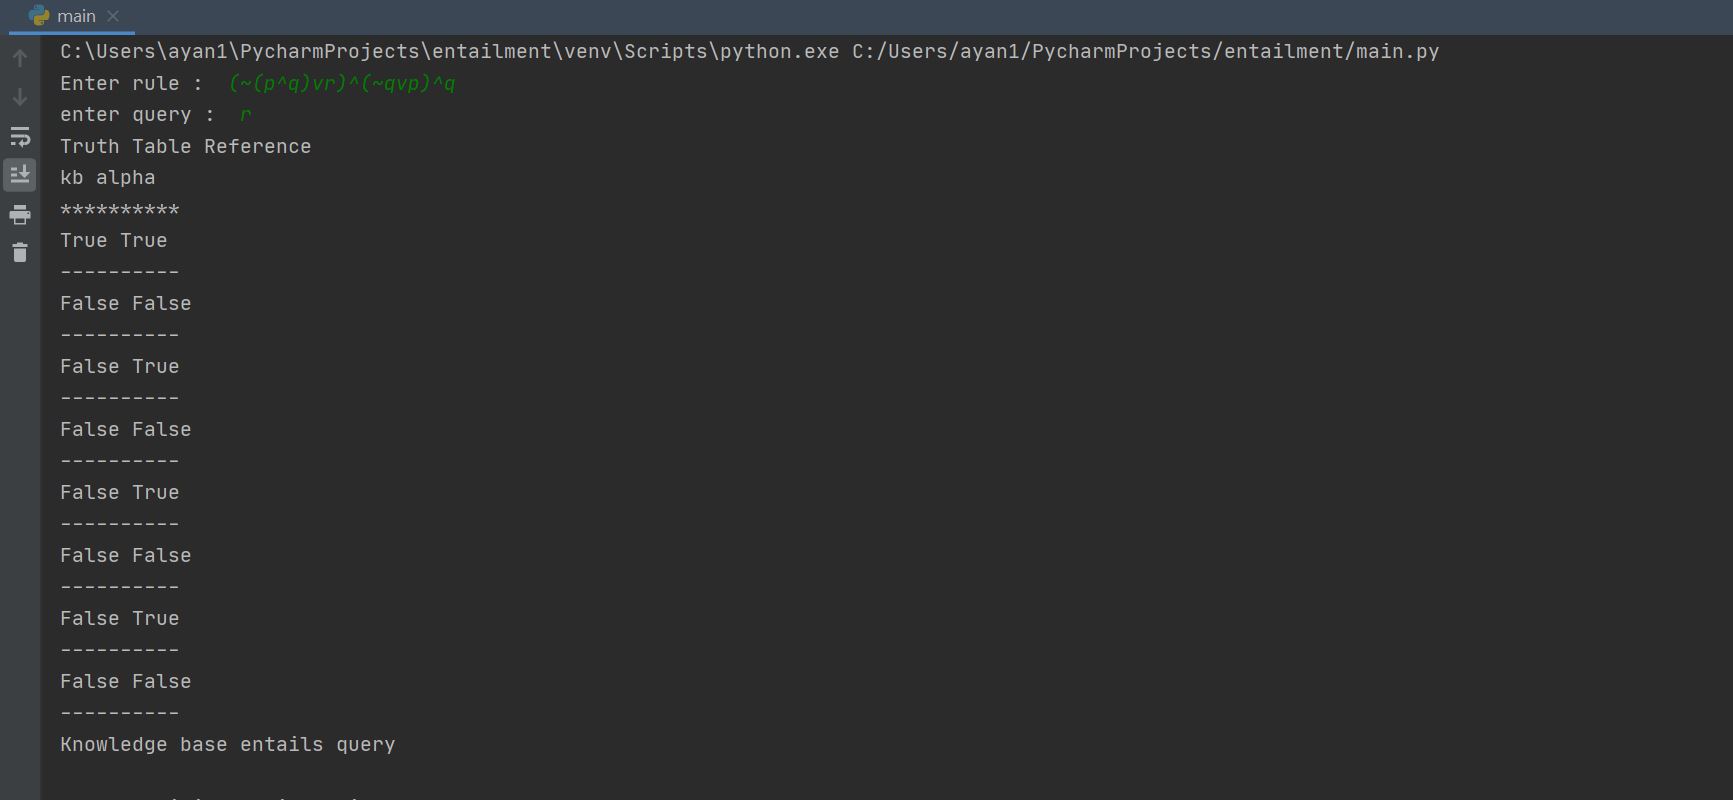 main
C:\Users\ayan1\PycharmProjects\entailment\venv\Scripts\python.exe C:/Users/ayan1/PycharmProjects/entailment/main.py
Enter rule :  (~(p^q)vr)^(~qvp)^q
enter query :  r
Truth Table Reference
kb alpha
**********
True True
----------
False False
----------
False True
----------
False False
----------
False True
----------
False False
----------
False True
----------
False False
----------
Knowledge base entails query